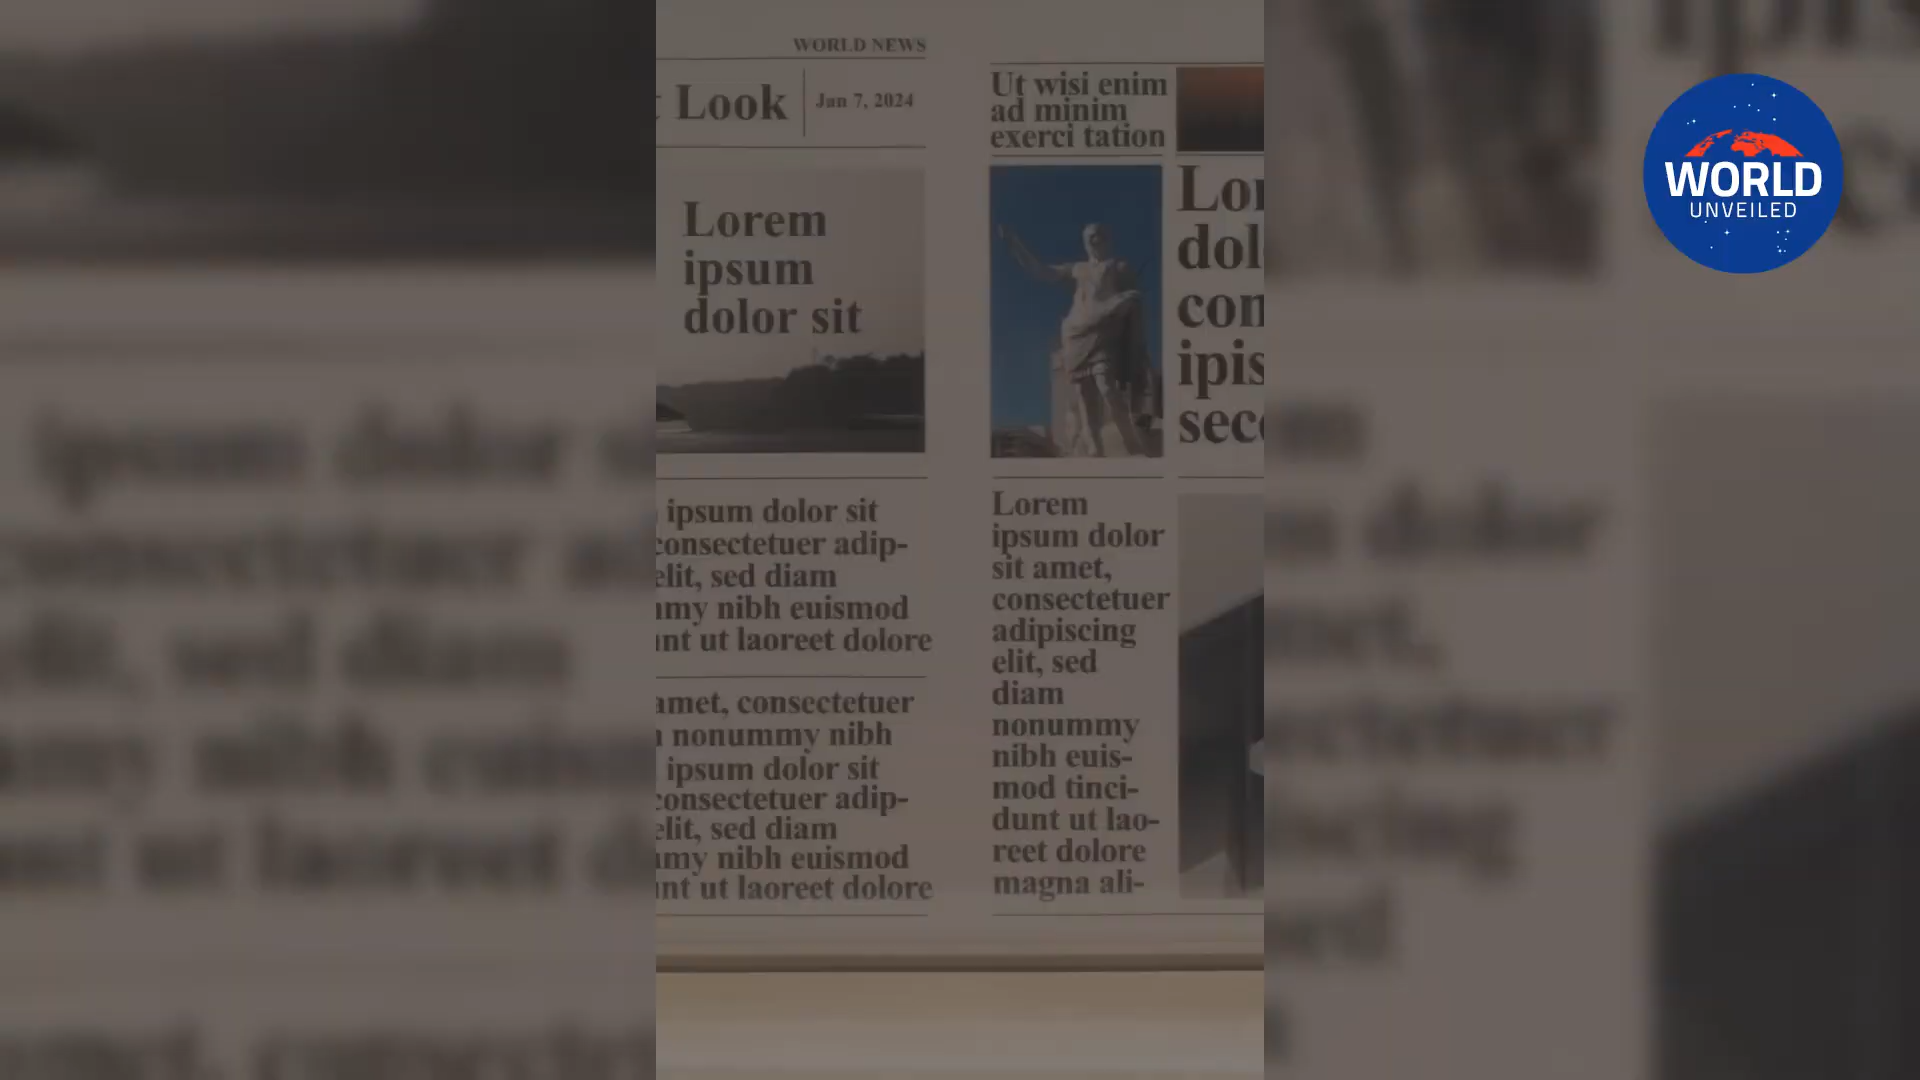 WORLD NEWS
Look
Jan 7, 2024
Lorem
ipsum
dolor sit
ipsum dolor sit
consectetuer adip-
elit, sed diam
nibh euismod
ut laoreet dolore
amet, consectetuer
nonummy nibh
ipsum dolor sit
consectetuer adip-
elit, sed diam
nibh euismod
ut laoreet dolore
Ut wisi enim
ad minim
exerci tation
Lorem
ipsum dolor
sit amet,
consectetuer
adipiscing
elit, sed
diam
nonummy
nibh euis-
mod tinci-
dunt ut lao-
reet dolore
magna ali-
WORLD
UNVEILED